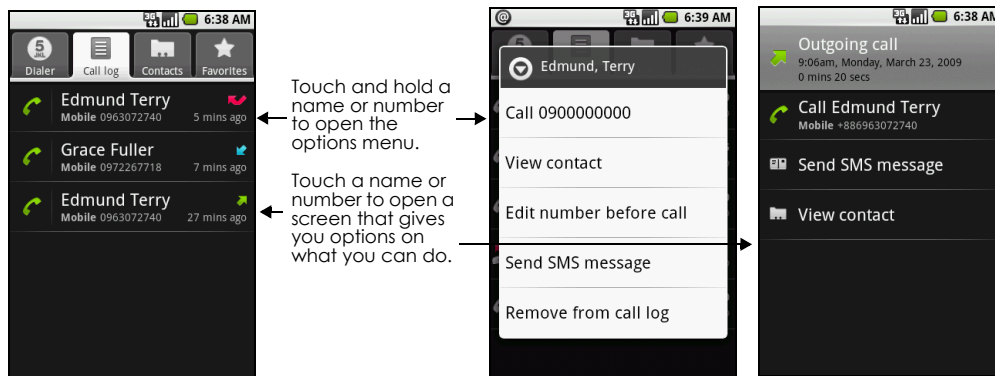 3G 6:38 AM
5 JKL
Dialer Call log Contacts Favorites
Edmund Terry
Mobile 0963072740 5 mins ago
Grace Fuller
Mobile 0972267718 7 mins ago
Edmund Terry
Mobile 0963072740 27 mins ago
Touch and hold a
name or number
to open the
options menu.
Touch a name or
number to open a
screen that gives
you options on
what you can do.
@ 3G 6:39 AM
5
Edmund, Terry
Call 0900000000
View contact
Edit number before call
Send SMS message
Remove from call log
3G 6:38 AM
Outgoing call
9:06am, Monday, March 23, 2009
0 mins 20 secs
Call Edmund Terry
Mobile +886963072740
Send SMS message
View contact